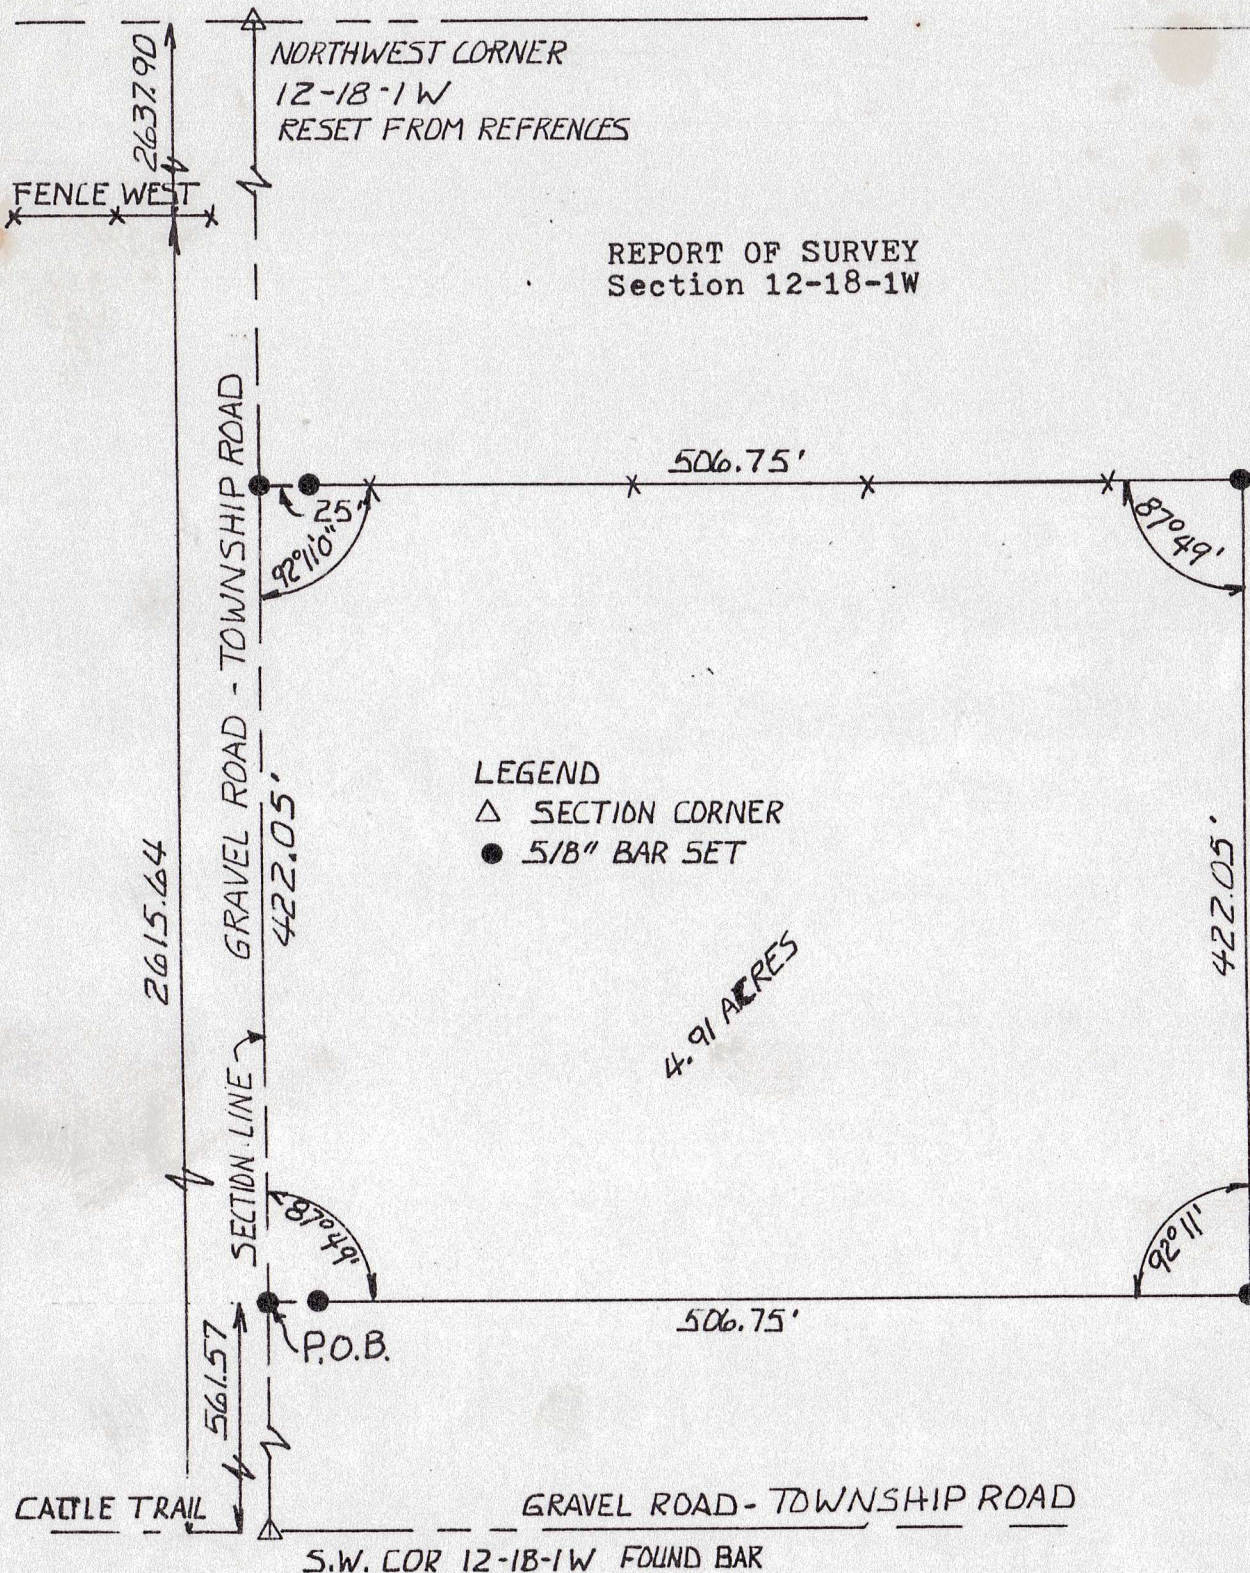 NORTHWEST CORNER
12-18-1W
RESET FROM REFRENCES
2637.90
FENCE WEST
REPORT OF SURVEY
Section 12-18-1W
506.75'
25'
92°11'0"
87°49'
GRAVEL ROAD - TOWNSHIP ROAD
422.05'
LEGEND
△ SECTION CORNER
● 5/8" BAR SET
2615.64
422.05'
4.91 ACRES
SECTION LINE
87°49'
92°11'
506.75'
P.O.B.
561.57
CATTLE TRAIL
GRAVEL ROAD - TOWNSHIP ROAD
S.W. COR 12-18-1W FOUND BAR